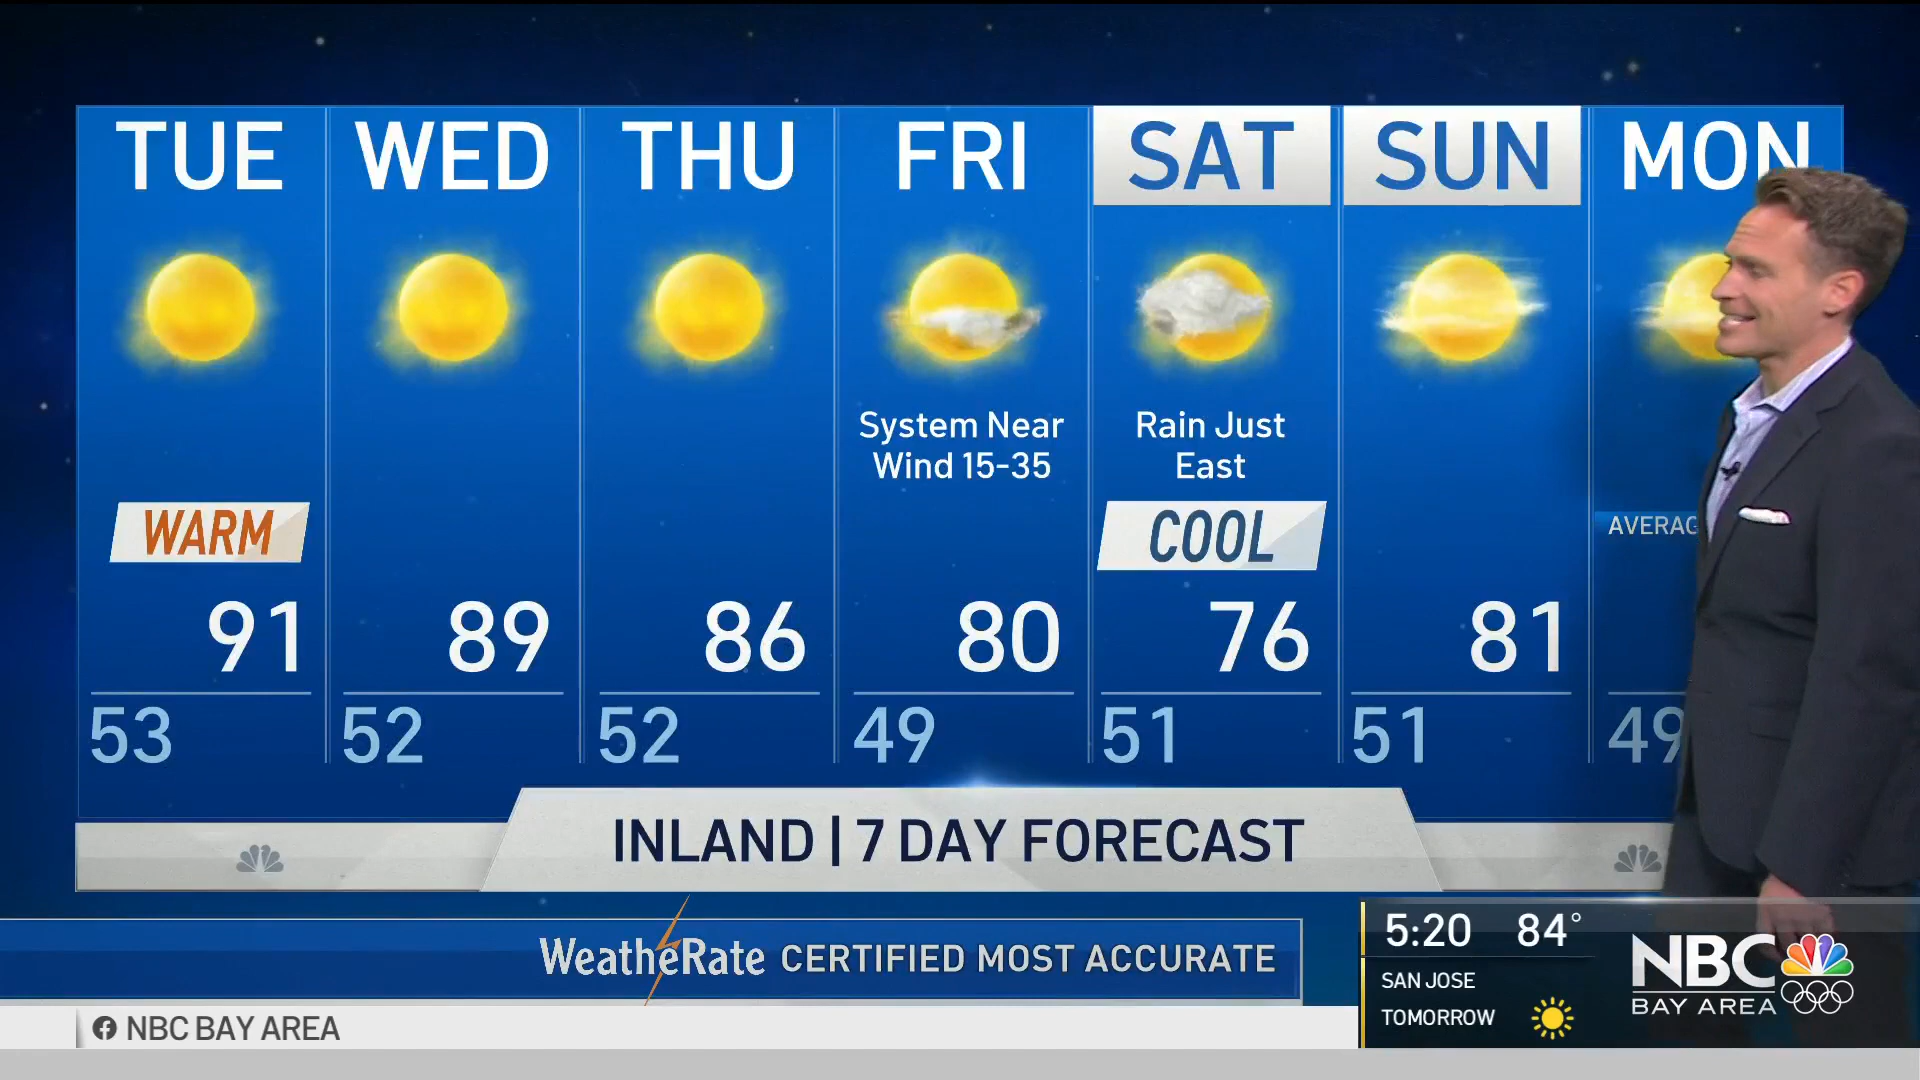 TUE WED THU FRI SAT SUN MON
System Near
Wind 15-35
Rain Just
East
WARM
COOL
AVERAG
91 89 86 80 76 81
53 52 52 49 51 51 49
INLAND | 7 DAY FORECAST
WeatheRate CERTIFIED MOST ACCURATE
NBC BAY AREA
5:20 84°
SAN JOSE
TOMORROW
NBC
BAY AREA